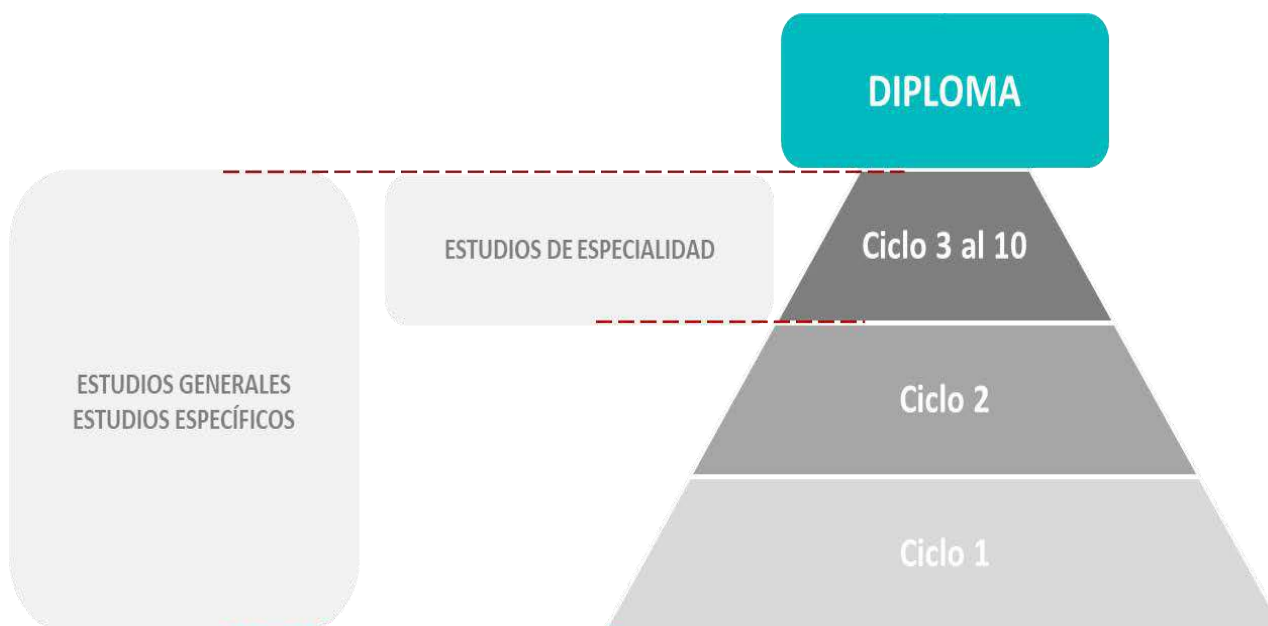 DIPLOMA
ESTUDIOS DE ESPECIALIDAD
Ciclo 3 al 10
ESTUDIOS GENERALES
ESTUDIOS ESPECÍFICOS
Ciclo 2
Ciclo 1